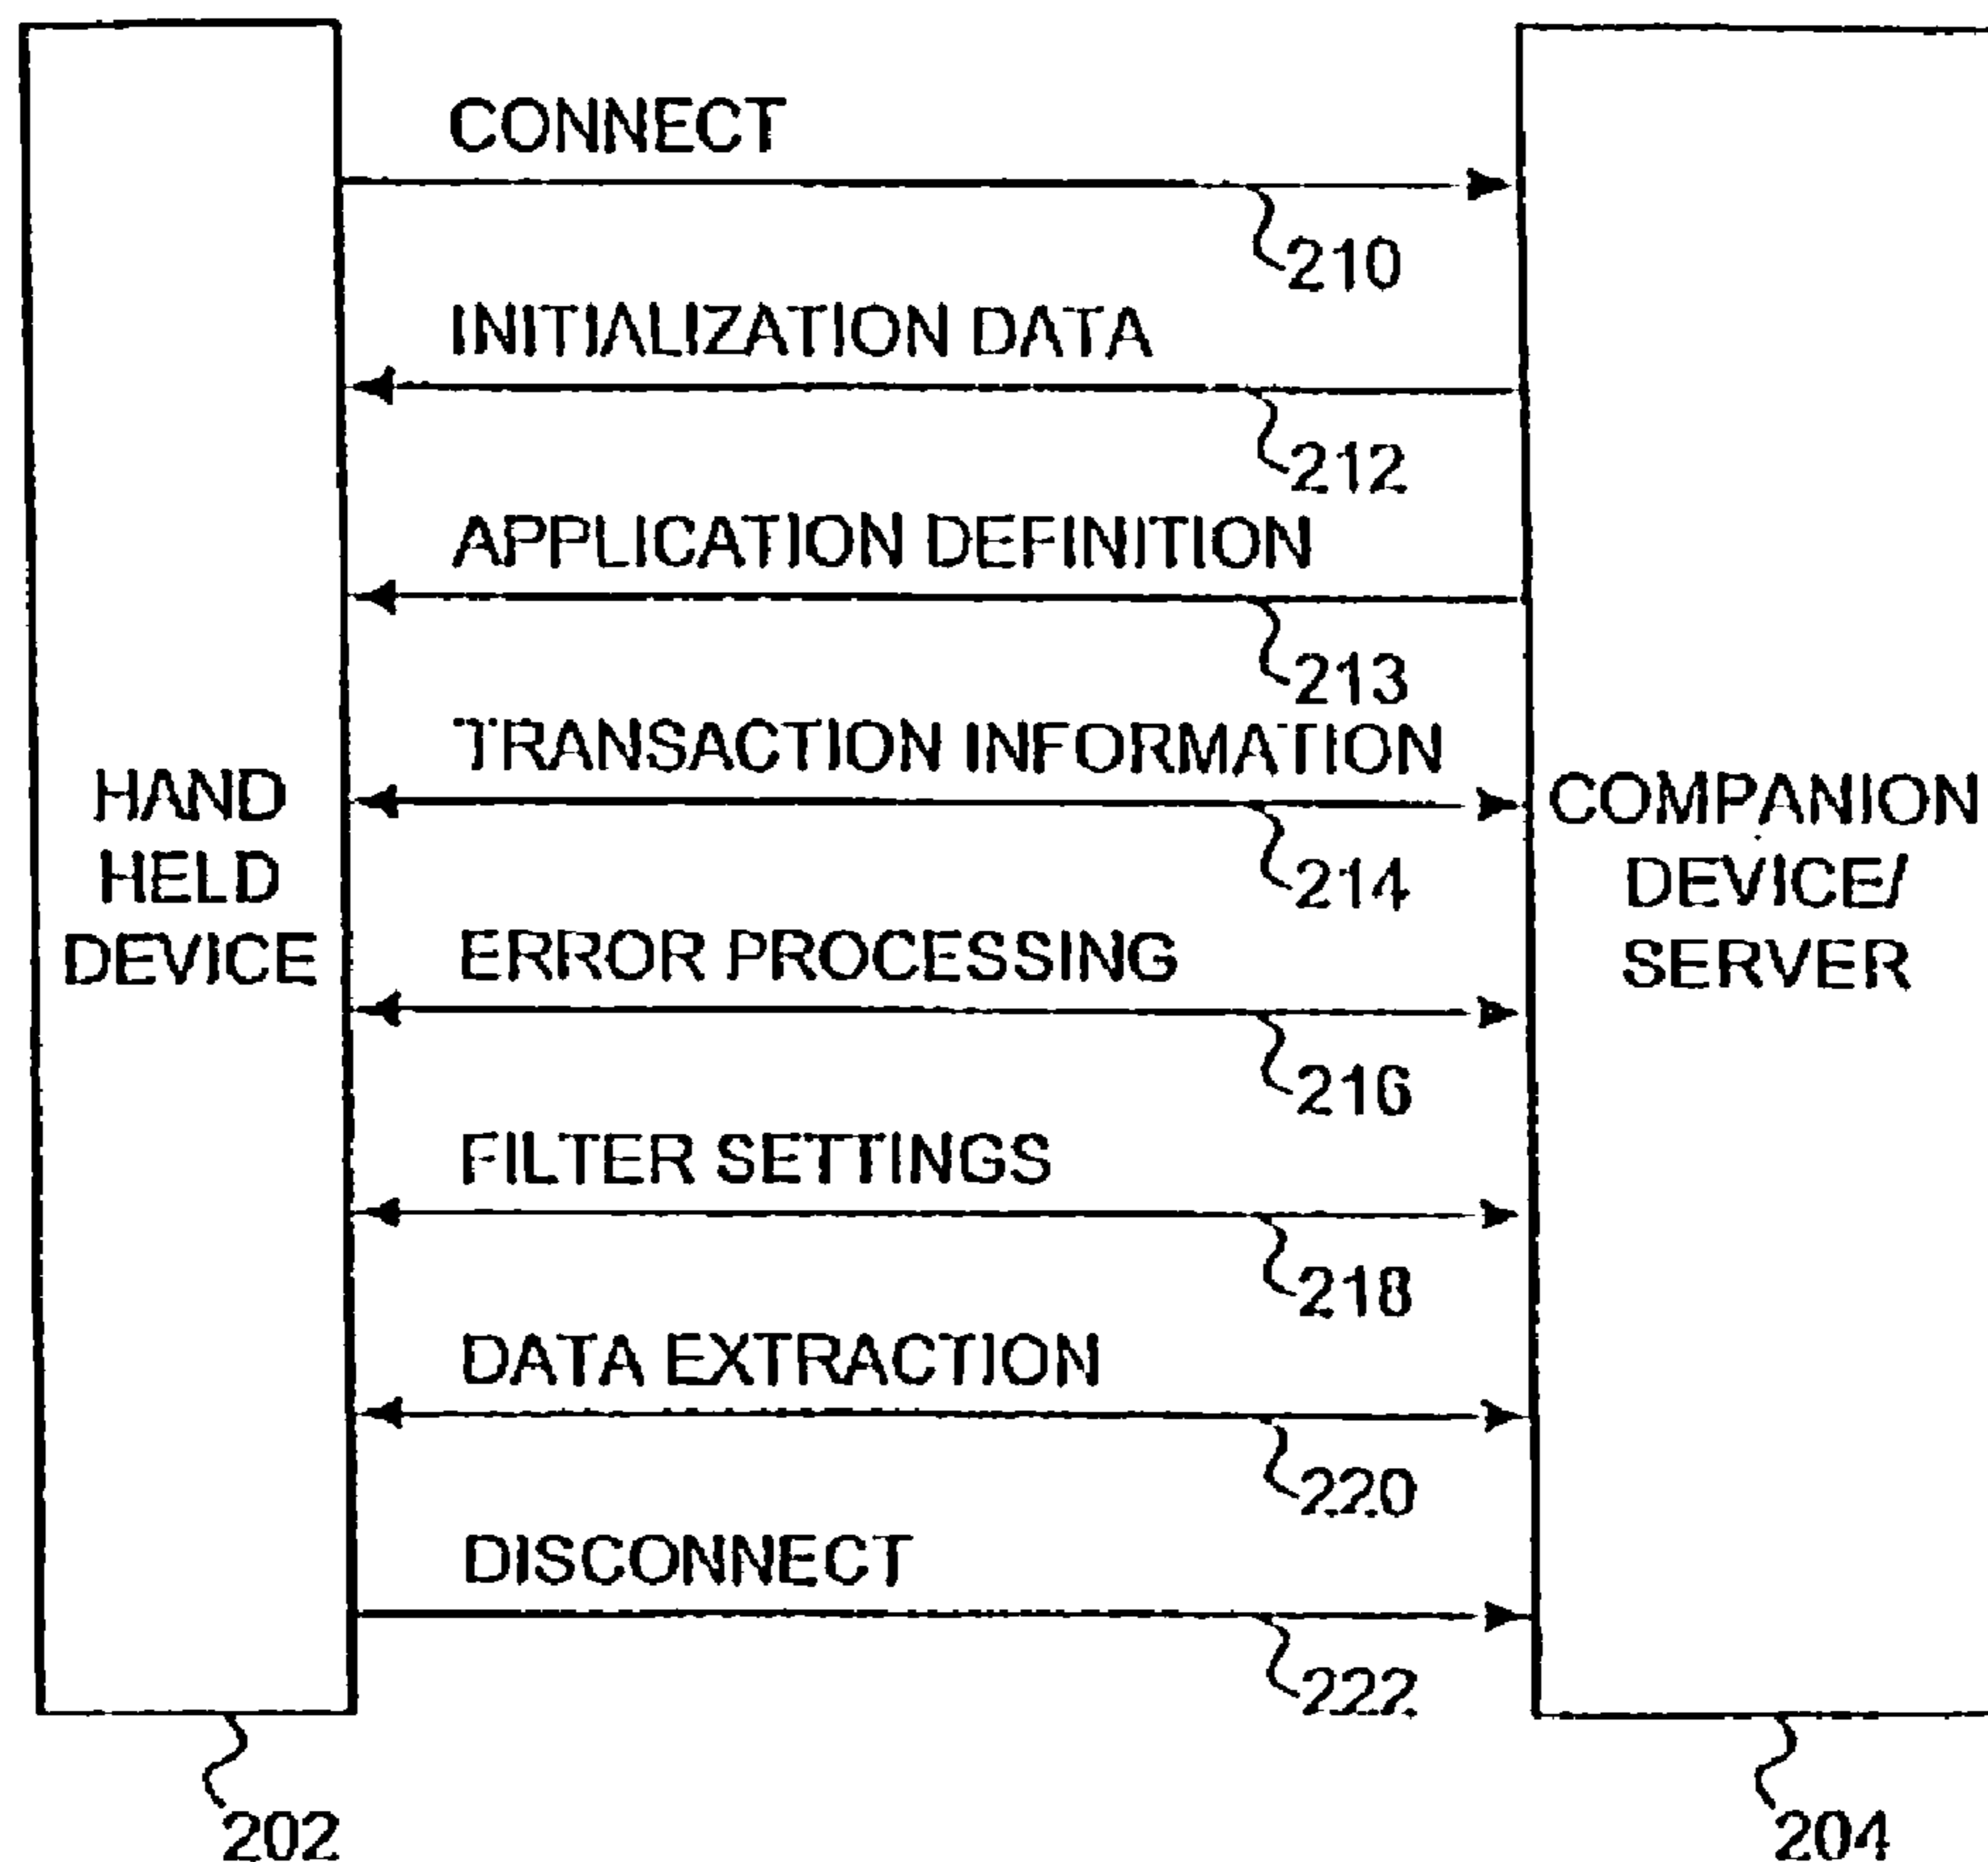 CONNECT
210
INITIALIZATION DATA
212
APPLICATION DEFINITION
213
TRANSACTION INFORMATION
214
HAND
HELD
DEVICE
COMPANION
DEVICE/
SERVER
ERROR PROCESSING
216
FILTER SETTINGS
218
DATA EXTRACTION
220
DISCONNECT
222
202
204